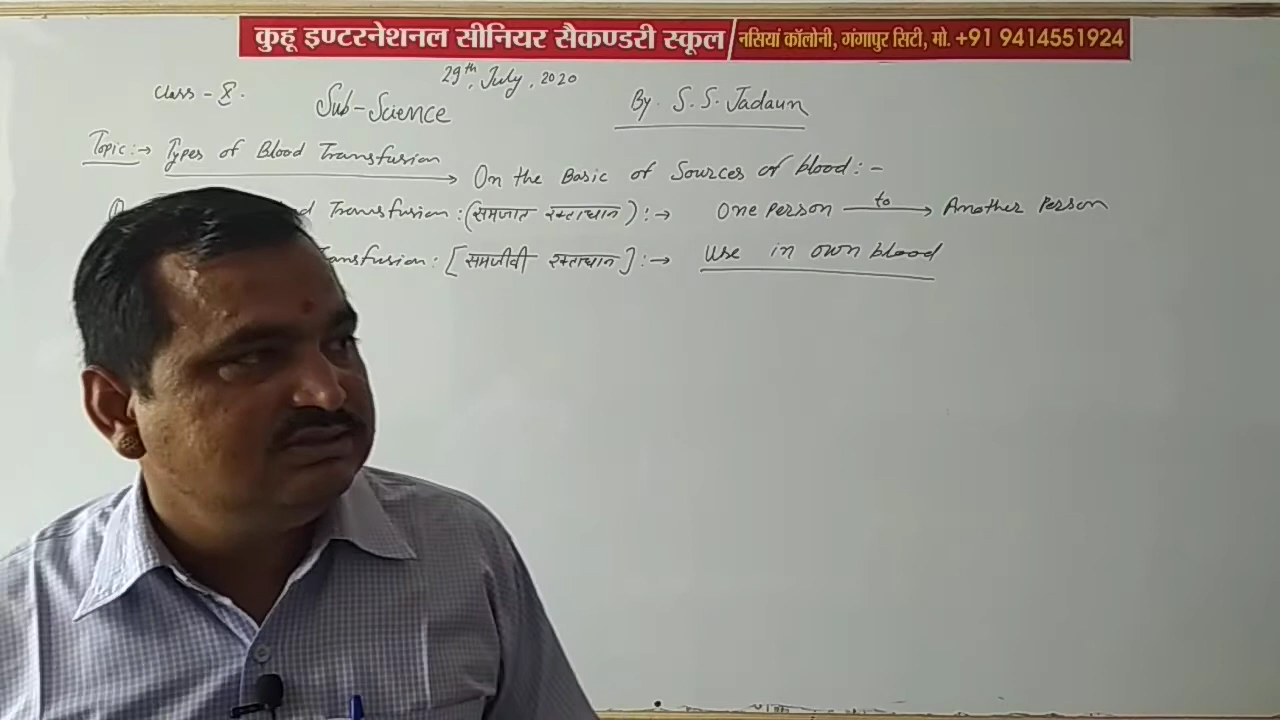 कुहू इण्टरनेशनल सीनियर सैकण्डरी स्कूल नसियां कॉलोनी, गंगापुर सिटी, मो. +91 9414551924
29th, July, 2020
Class - X. Sub-Science By. S. S. Jadaun
Topic:→ Types of Blood Transfusion → On the Basic of Sources of blood:-
Transfusion: (समजात रक्ताधान):→ One person to → Another Person
Transfusion: [समजीवी रक्ताधान]:→ Use in own blood